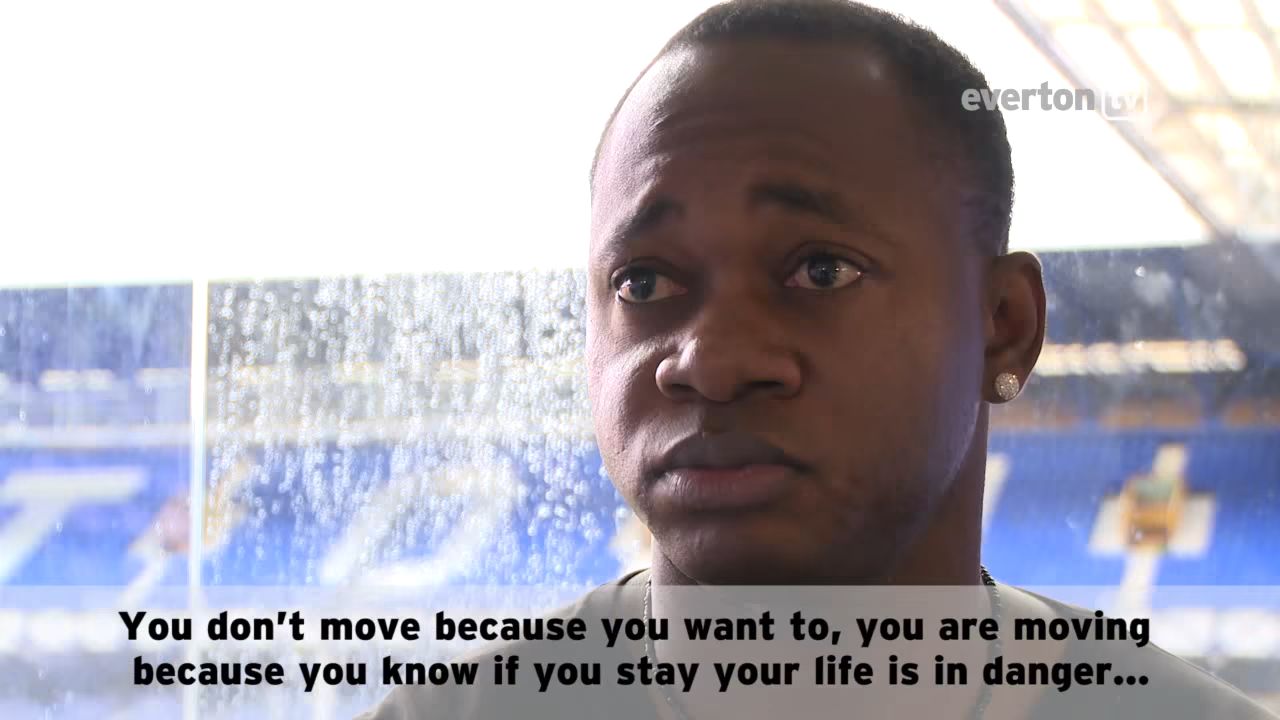 everton tv
You don't move because you want to, you are moving
because you know if you stay your life is in danger...